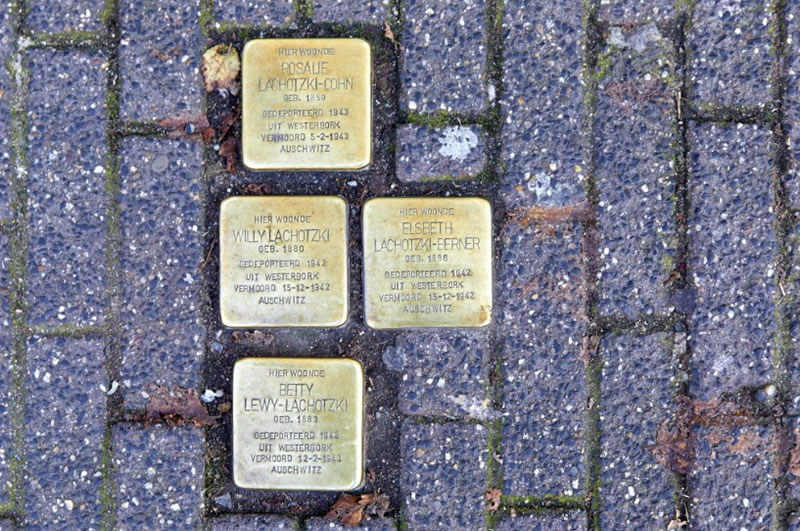 HIER WOONDE
ROSALIE
LACHOTZKI-COHN
GEB. 1859
GEDEPORTEERD 1943
UIT WESTERBORK
VERMOORD 5-2-1943
AUSCHWITZ
HIER WOONDE
WILLY LACHOTZKI
GEB. 1880
GEDEPORTEERD 1942
UIT WESTERBORK
VERMOORD 15-12-1942
AUSCHWITZ
HIER WOONDE
ELSBETH
LACHOTZKI-BERNER
GEB. 1886
GEDEPORTEERD 1942
UIT WESTERBORK
VERMOORD 15-12-1942
AUSCHWITZ
HIER WOONDE
BETTY
LEWY-LACHOTZKI
GEB. 1883
GEDEPORTEERD 1942
UIT WESTERBORK
VERMOORD 12-2-1943
AUSCHWITZ